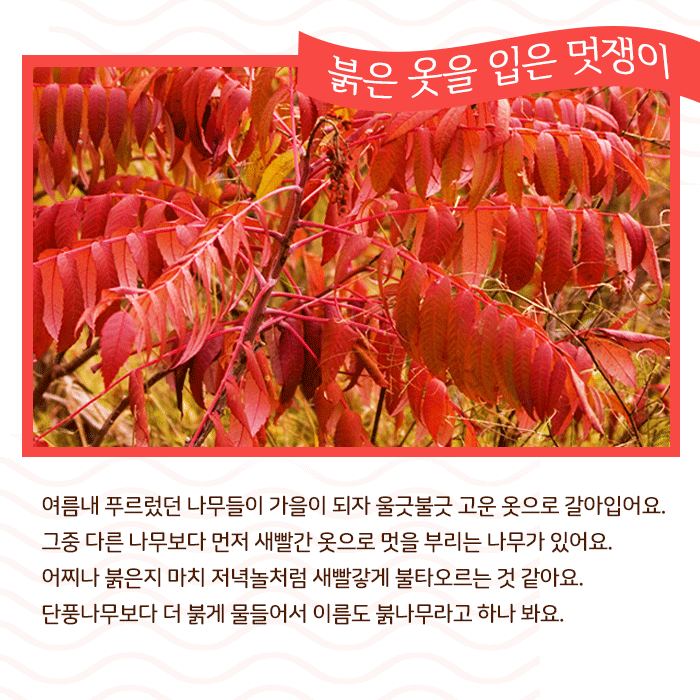 붉은 옷을 입은 멋쟁이
여름내 푸르렀던 나무들이 가을이 되자 울긋불긋 고운 옷으로 갈아입어요.
그중 다른 나무보다 먼저 새빨간 옷으로 멋을 부리는 나무가 있어요.
어찌나 붉은지 마치 저녁놀처럼 새빨갛게 불타오르는 것 같아요.
단풍나무보다 더 붉게 물들어서 이름도 붉나무라고 하나 봐요.